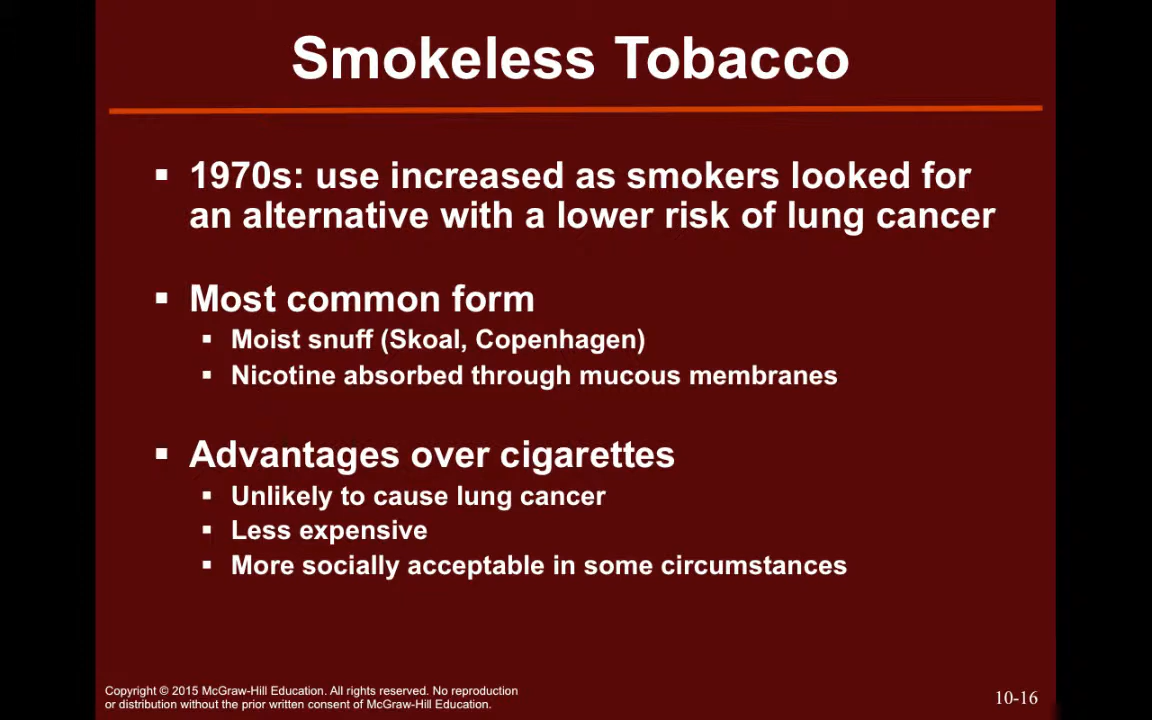 Smokeless Tobacco
▪ 1970s: use increased as smokers looked for
an alternative with a lower risk of lung cancer
▪ Most common form
▪ Moist snuff (Skoal, Copenhagen)
▪ Nicotine absorbed through mucous membranes
▪ Advantages over cigarettes
▪ Unlikely to cause lung cancer
▪ Less expensive
▪ More socially acceptable in some circumstances
Copyright © 2015 McGraw-Hill Education. All rights reserved. No reproduction
or distribution without the prior written consent of McGraw-Hill Education.
10-16